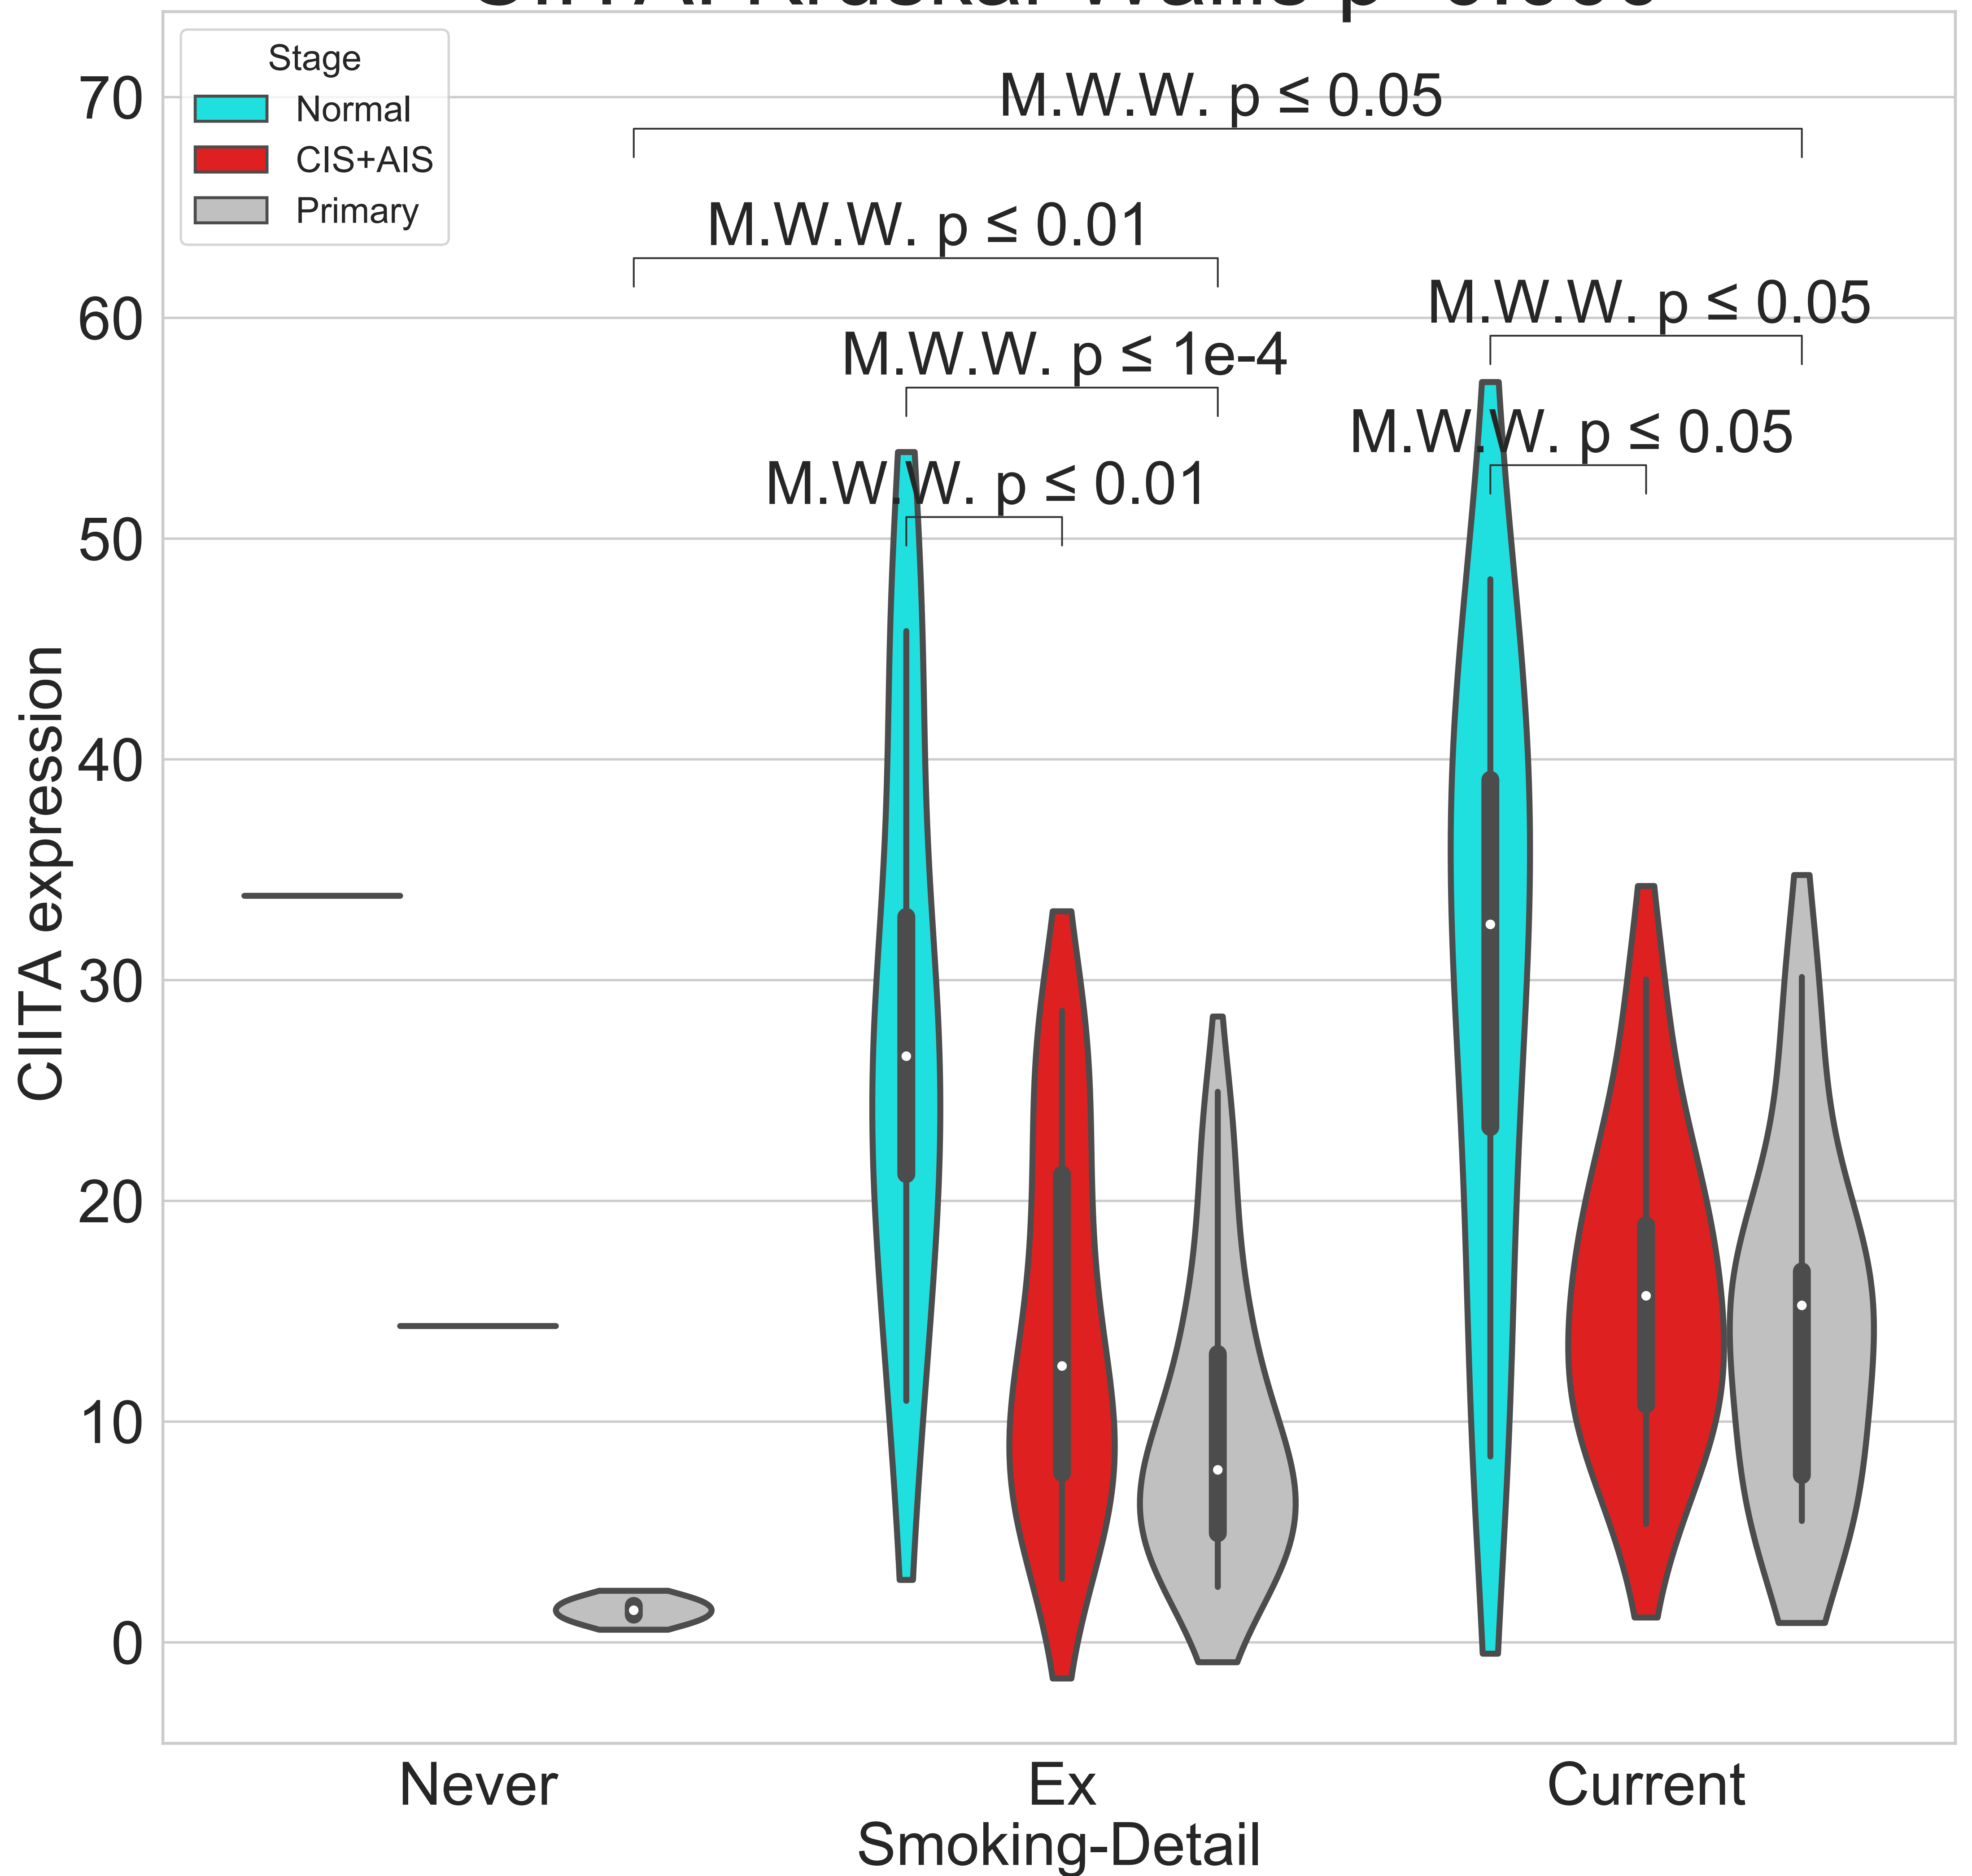 Stage
Normal
CIS+AIS
Primary
M.W.W. p ≤ 0.05
M.W.W. p ≤ 0.01
M.W.W. p ≤ 0.05
M.W.W. p ≤ 1e-4
M.W.W. p ≤ 0.05
M.W.W. p ≤ 0.01
CIITA expression
70
60
50
40
30
20
10
0
Never Ex Current
Smoking-Detail